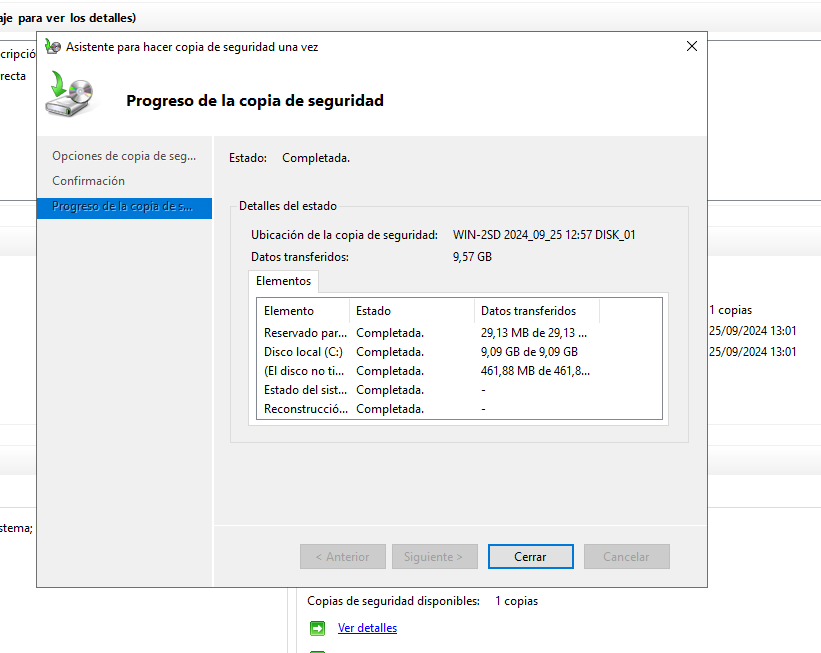 aje para ver los detalles)
Asistente para hacer copia de seguridad una vez
cripció
recta
Progreso de la copia de seguridad
Opciones de copia de seg...
Confirmación
Progreso de la copia de s...
Estado: Completada.
Detalles del estado
Ubicación de la copia de seguridad: WIN-2SD 2024_09_25 12:57 DISK_01
Datos transferidos: 9,57 GB
Elementos
Elemento Estado Datos transferidos
Reservado par... Completada. 29,13 MB de 29,13 ...
Disco local (C:) Completada. 9,09 GB de 9,09 GB
(El disco no ti... Completada. 461,88 MB de 461,8...
Estado del sist... Completada. -
Reconstrucció... Completada. -
1 copias
25/09/2024 13:01
25/09/2024 13:01
stema;
< Anterior Siguiente > Cerrar Cancelar
Copias de seguridad disponibles: 1 copias
Ver detalles